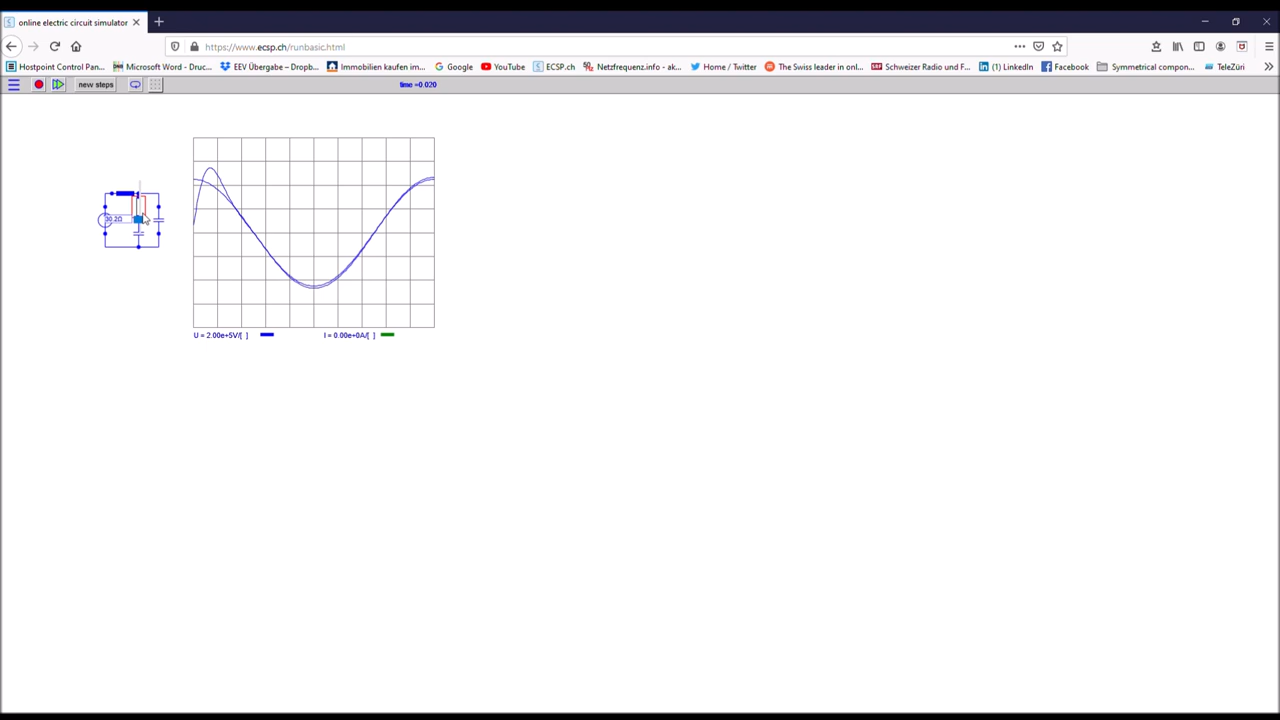 online electric circuit simulator
https://www.ecsp.ch/runbasic.html
Hostpoint Control Pan... Microsoft Word - Druc... EEV Übergabe – Dropb... Immobilien kaufen im... Google YouTube ECSP.ch Netzfrequenz.info - ak... Home / Twitter The Swiss leader in onl... Schweizer Radio und F... (1) LinkedIn Facebook Symmetrical compon... TeleZüri
new steps time =0.020
30.2Ω
U = 2.00e+5V/[ ] I = 0.00e+0A/[ ]